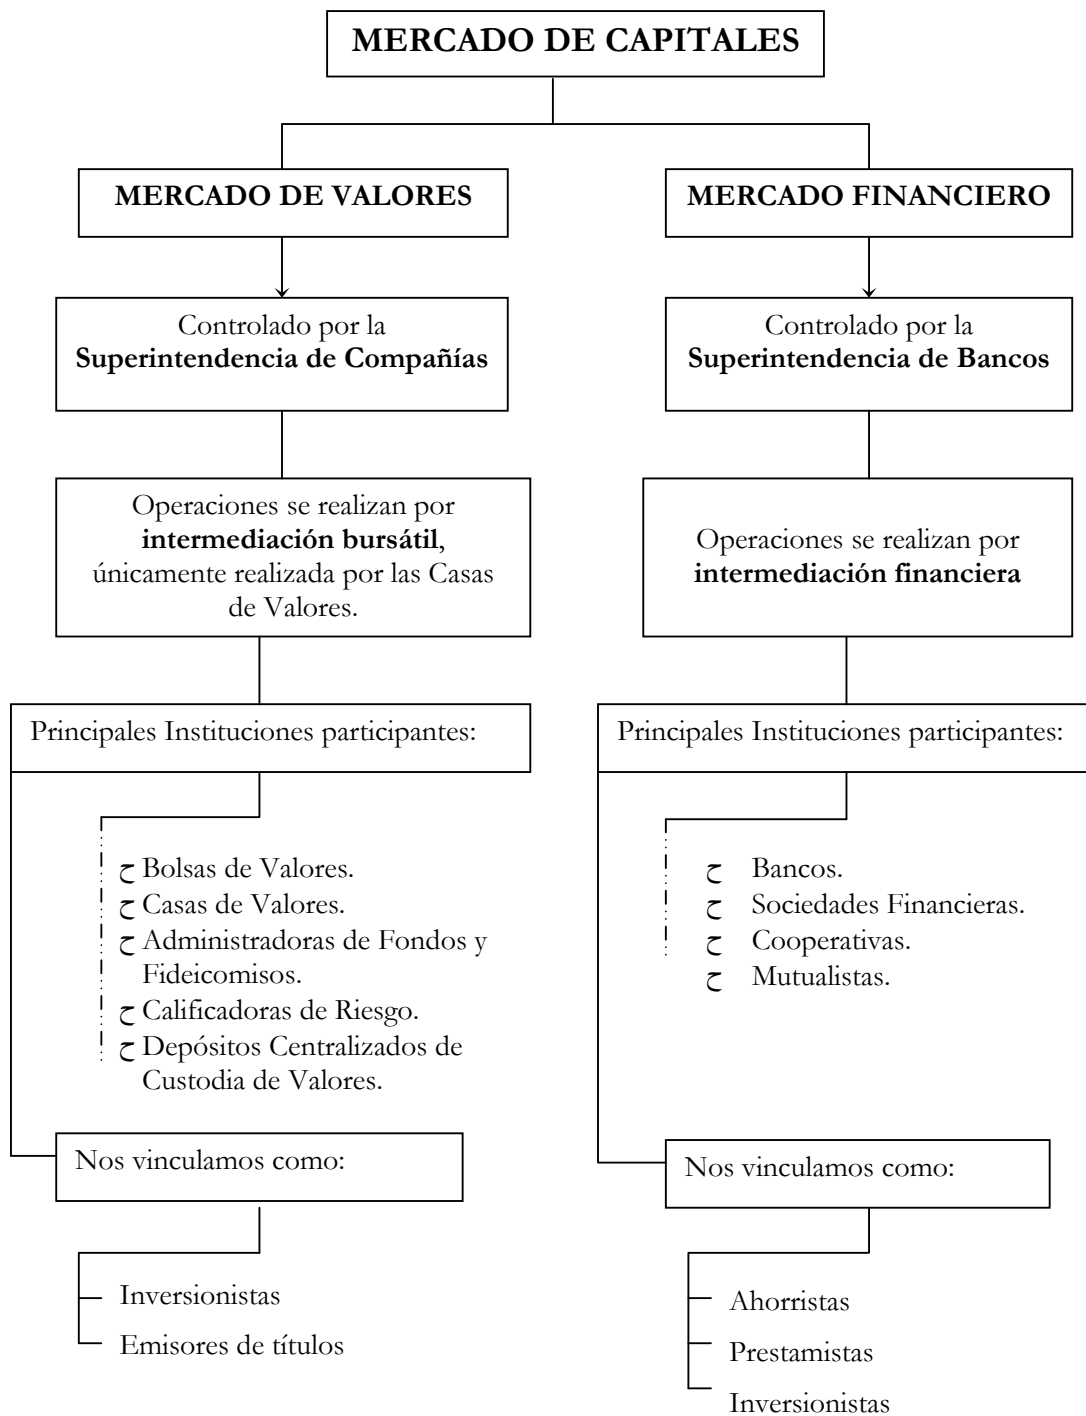 MERCADO DE CAPITALES
MERCADO DE VALORES
Controlado por la
Superintendencia de Compañías
Operaciones se realizan por
intermediación bursátil,
únicamente realizada por las Casas
de Valores.
Principales Instituciones participantes:
ح Bolsas de Valores.
ح Casas de Valores.
ح Administradoras de Fondos y
Fideicomisos.
ح Calificadoras de Riesgo.
ح Depósitos Centralizados de
Custodia de Valores.
Nos vinculamos como:
Inversionistas
Emisores de títulos
MERCADO FINANCIERO
Controlado por la
Superintendencia de Bancos
Operaciones se realizan por
intermediación financiera
Principales Instituciones participantes:
ح Bancos.
ح Sociedades Financieras.
ح Cooperativas.
ح Mutualistas.
Nos vinculamos como:
Ahorristas
Prestamistas
Inversionistas